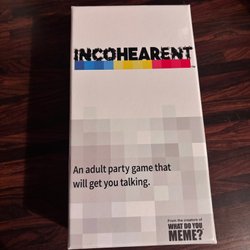 INCOHEARENT
An adult party game that
will get you talking.
From the creators of
WHAT DO YOU
MEME?